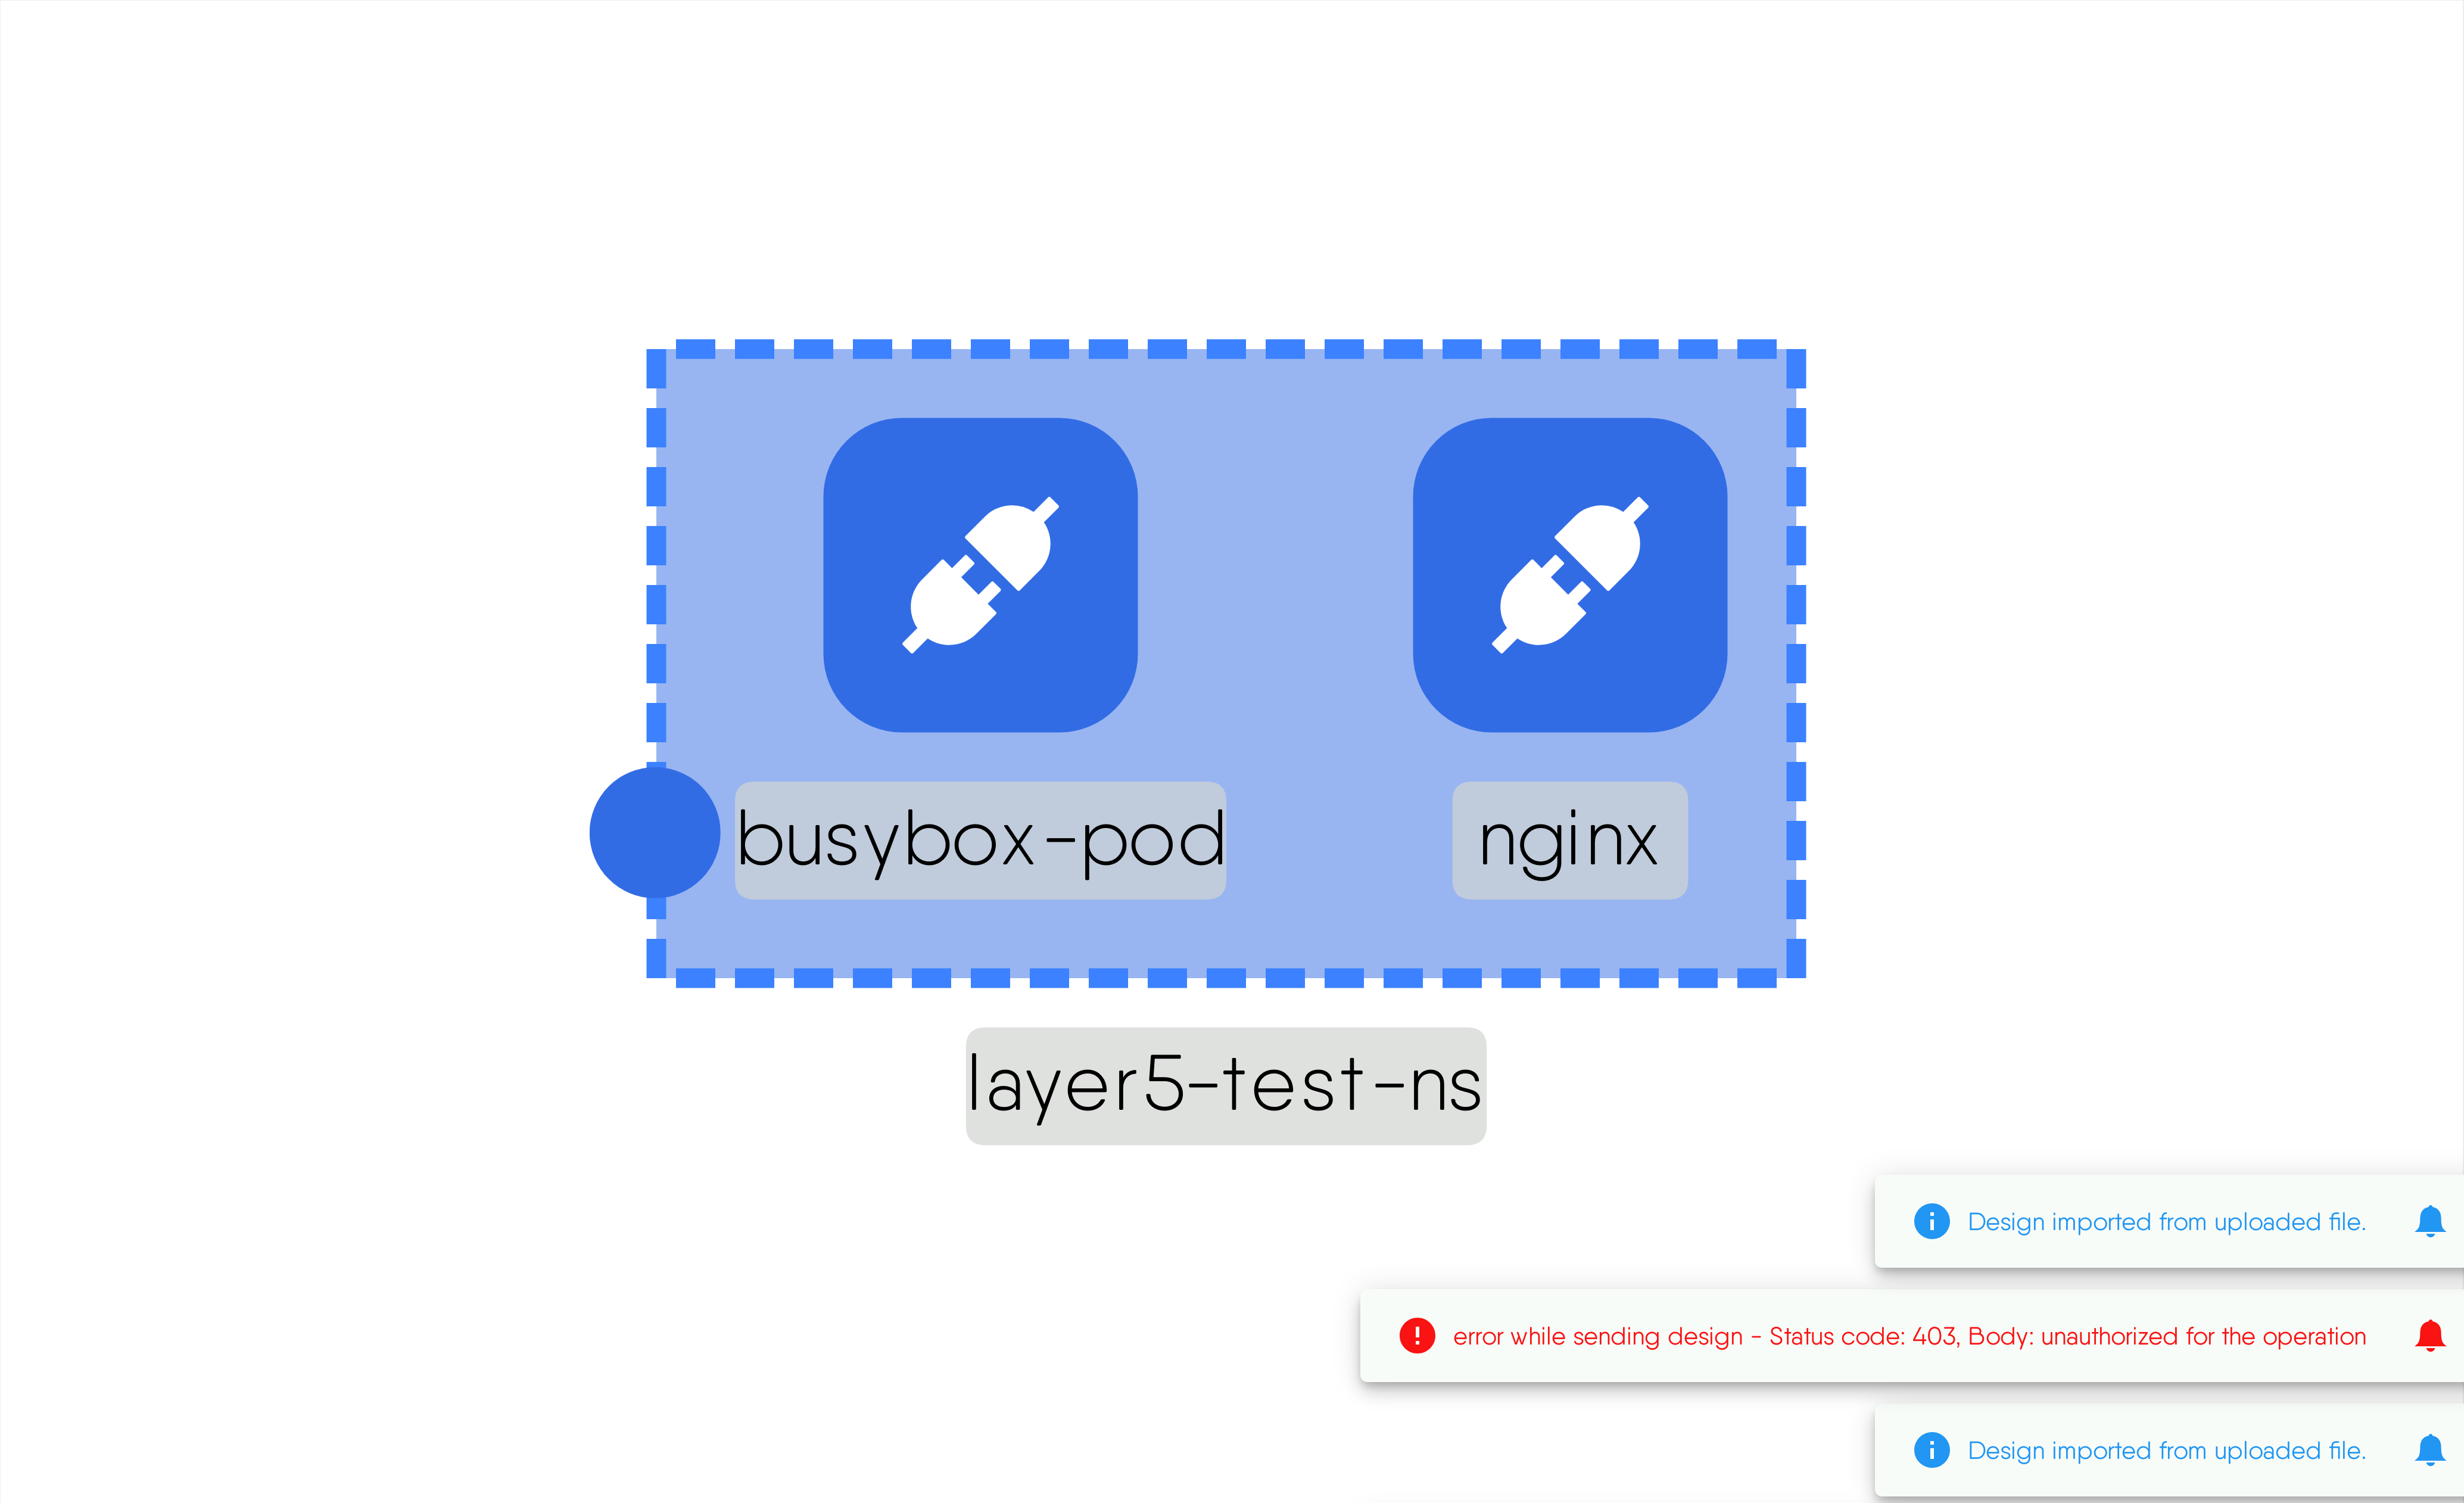 busybox-pod
nginx
layer5-test-ns
Design imported from uploaded file.
error while sending design - Status code: 403, Body: unauthorized for the operation
Design imported from uploaded file.